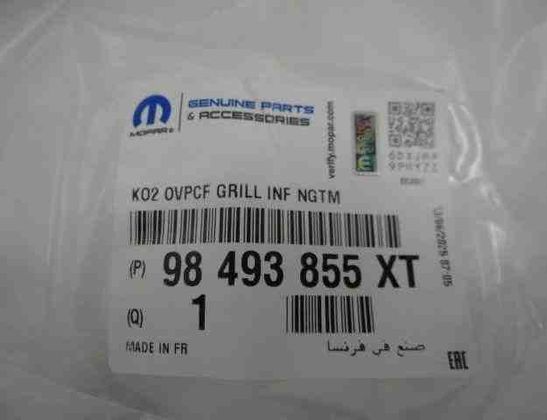 MOPAR
GENUINE PARTS
& ACCESSORIES
verify.mopar.com
K02 OVPCF GRILL INF NGTM
(P) 98 493 855 XT
(Q) 1
MADE IN FR
صنع في فرنسا
EAC